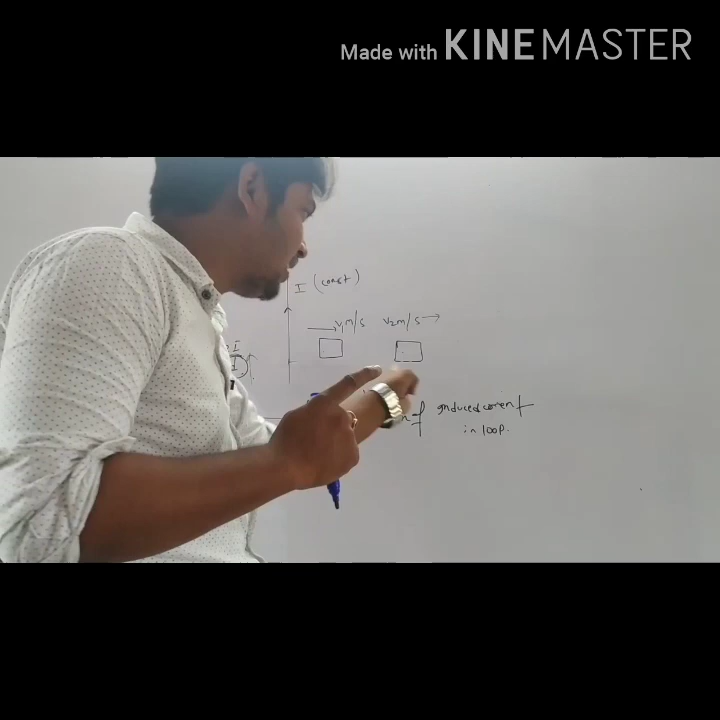 Made with KINEMASTER
I (const)
v₁m/s v₂m/s
I
I
induced current
in loop.